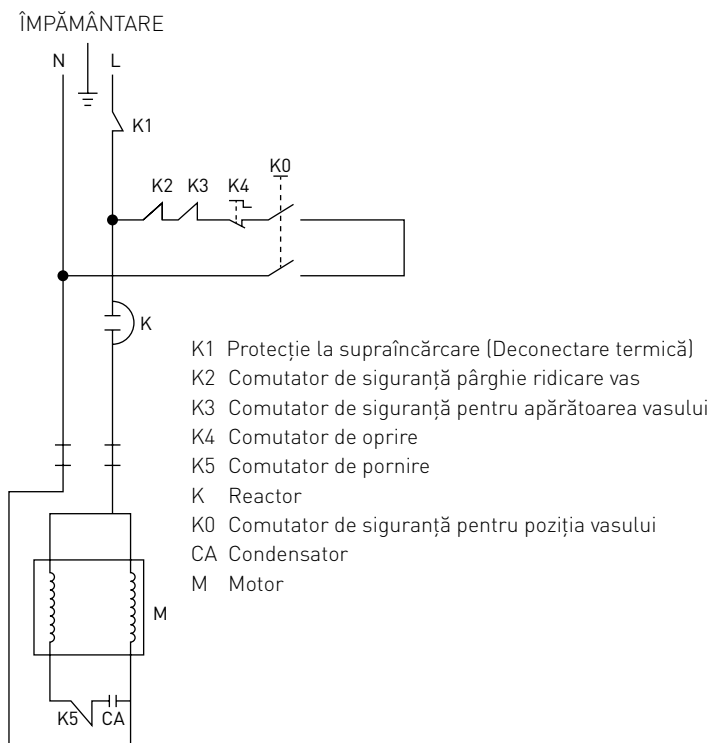 ÎMPĂMÂNTARE
N L
K1
K0
K2 K3 K4
K
K1 Protecție la supraîncărcare (Deconectare termică)
K2 Comutator de siguranță pârghie ridicare vas
K3 Comutator de siguranță pentru apărătoarea vasului
K4 Comutator de oprire
K5 Comutator de pornire
K Reactor
K0 Comutator de siguranță pentru poziția vasului
CA Condensator
M Motor
M
K5 CA